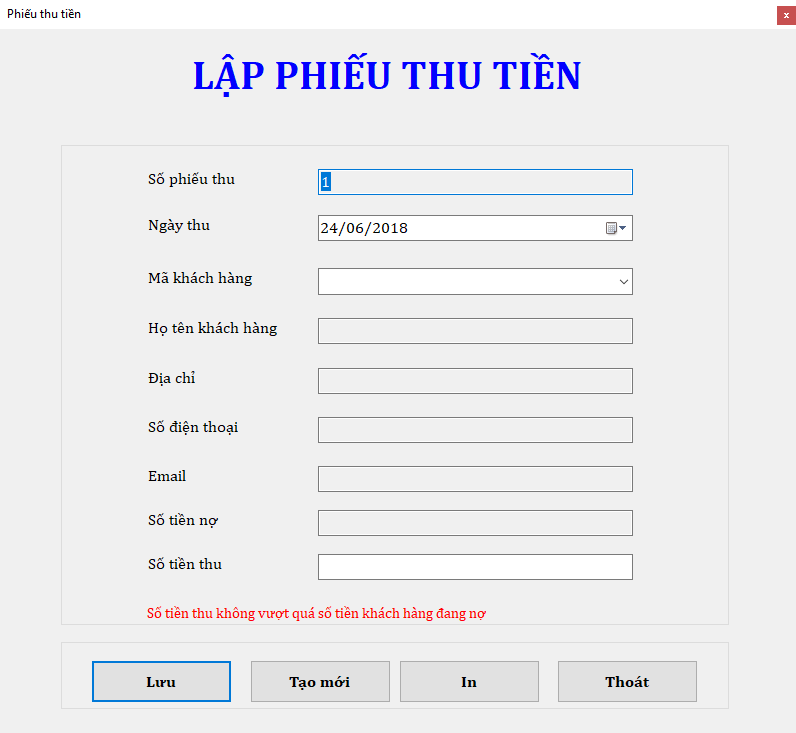 Phiếu thu tiền
x
LẬP PHIẾU THU TIỀN
Số phiếu thu 1
Ngày thu 24/06/2018
Mã khách hàng
Họ tên khách hàng
Địa chỉ
Số điện thoại
Email
Số tiền nợ
Số tiền thu
Số tiền thu không vượt quá số tiền khách hàng đang nợ
Lưu Tạo mới In Thoát